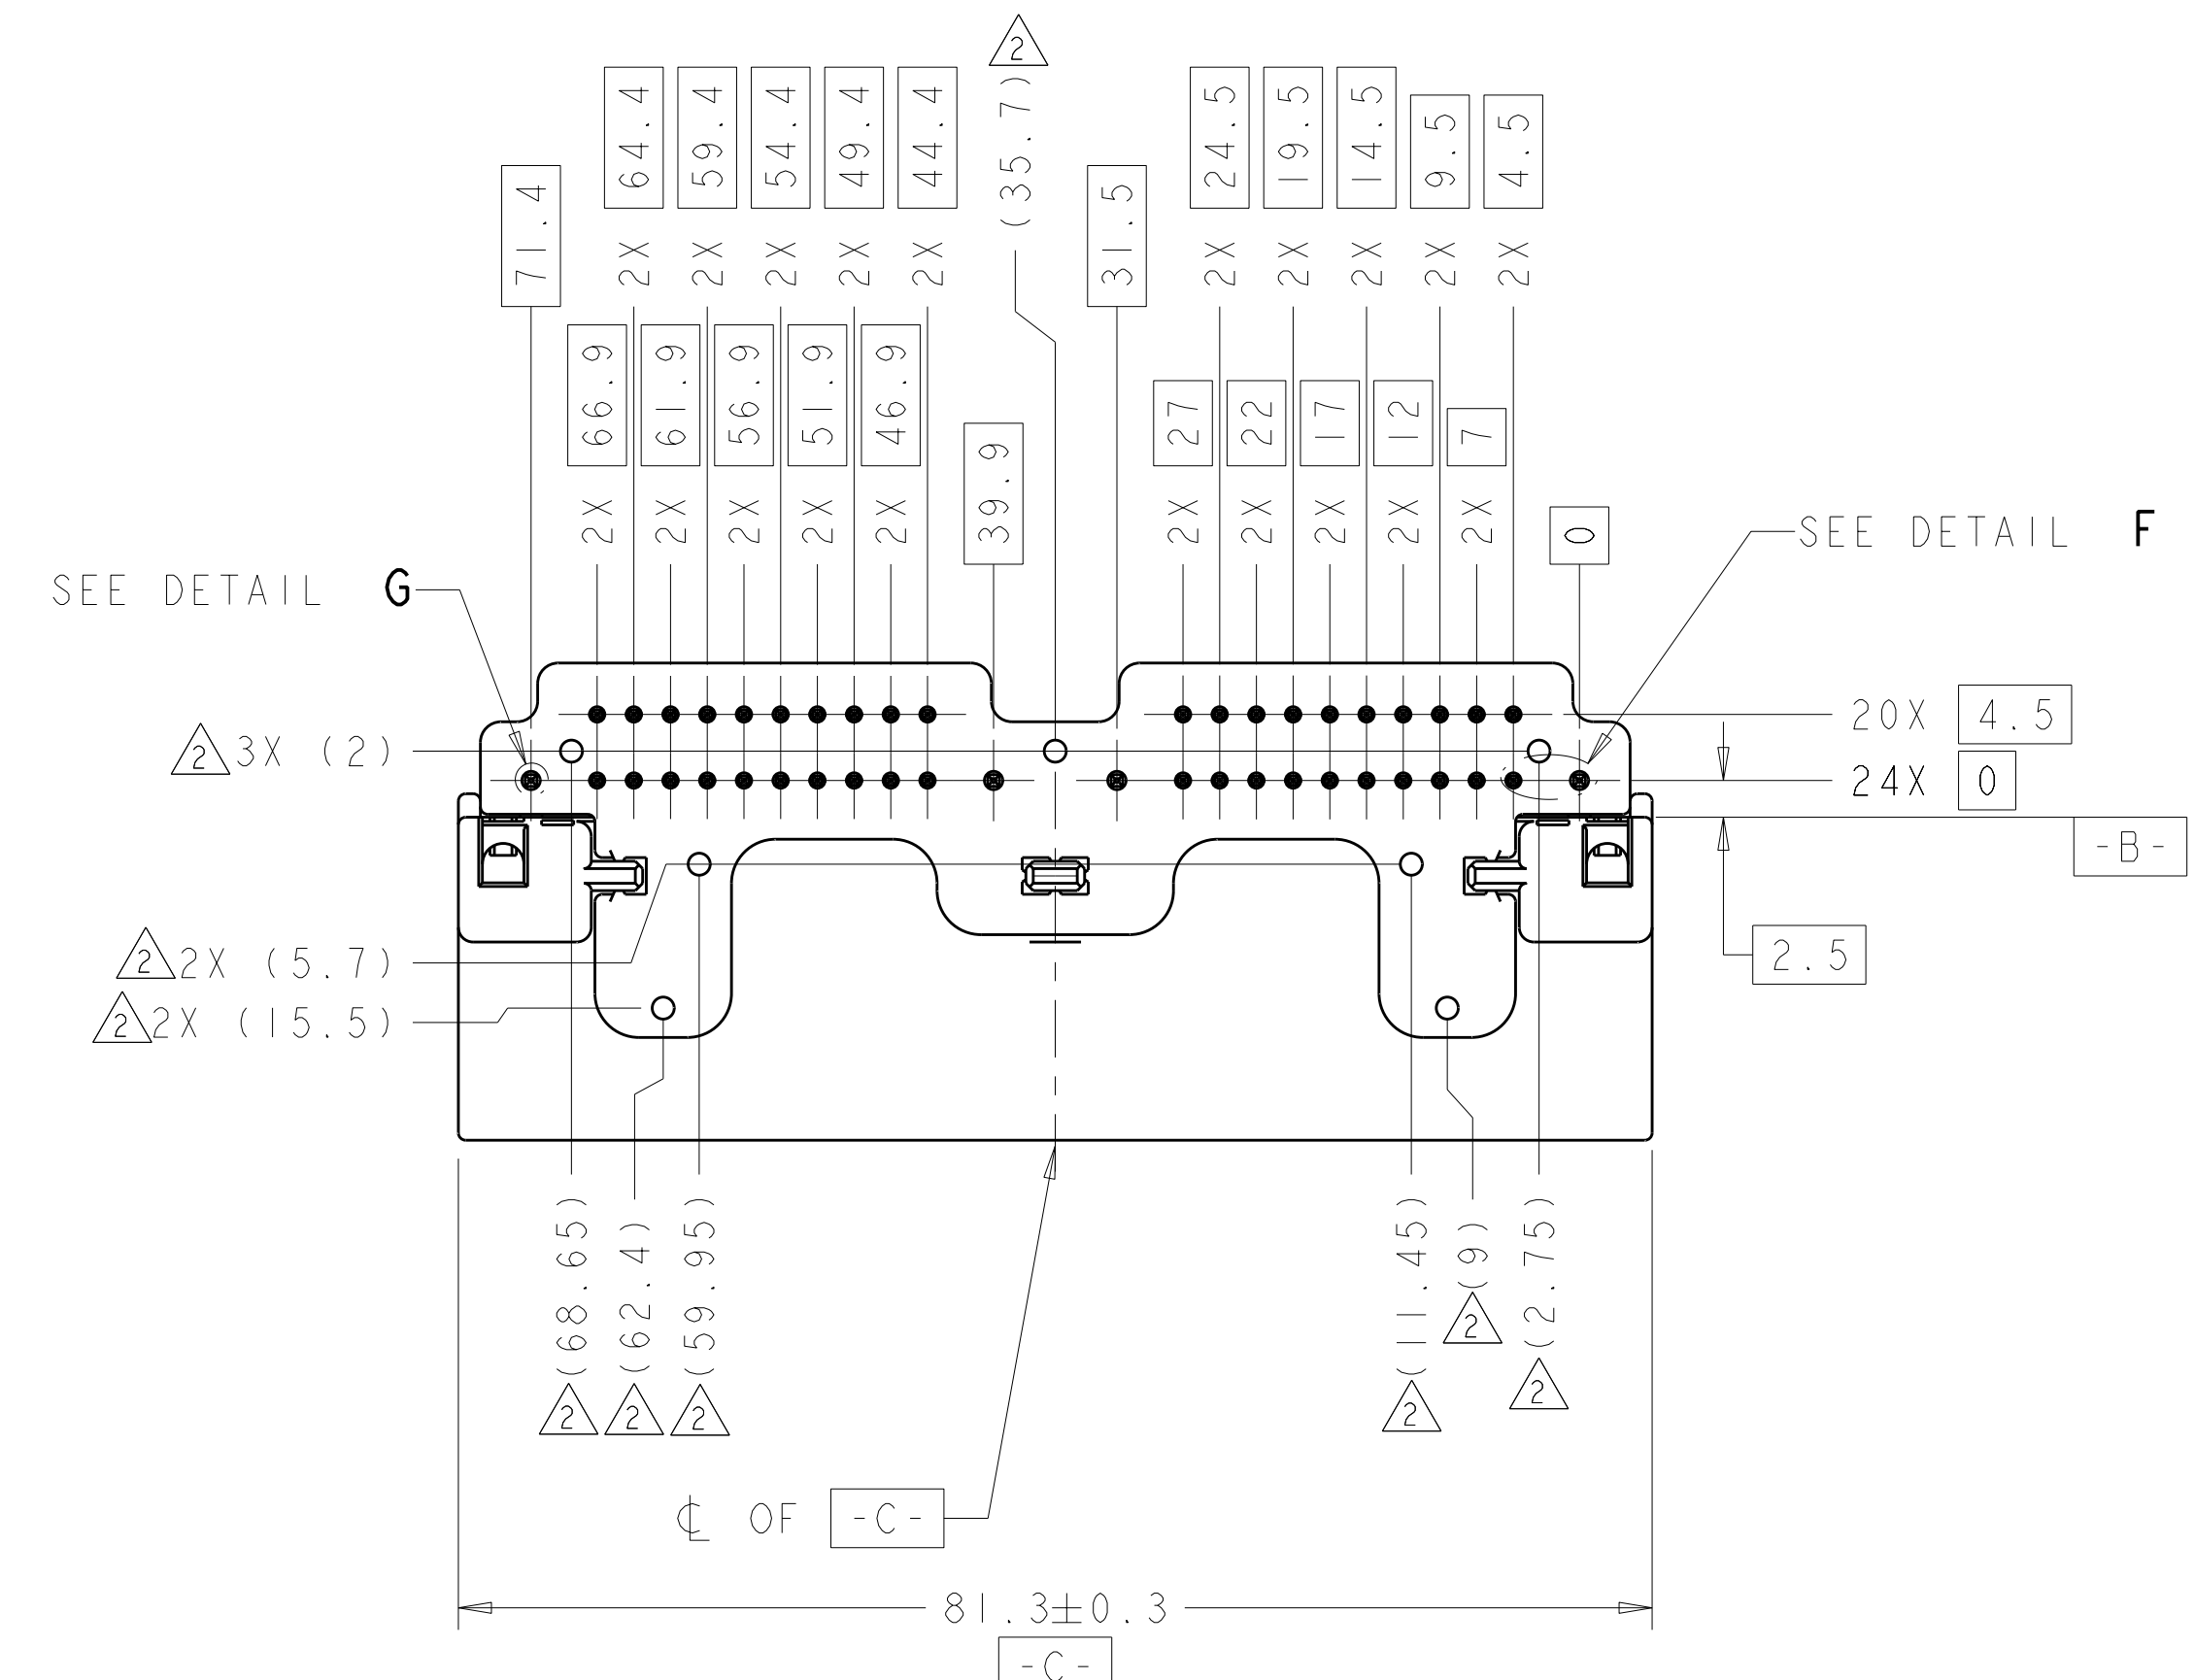 2
64.4
59.4
54.4
49.4
44.4
(35.7)
24.5
19.5
14.5
9.5
4.5
71.4
2X
2X
2X
2X
2X
31.5
2X
2X
2X
2X
2X
66.9
61.9
56.9
51.9
46.9
39.9
27
22
17
12
7
2X
2X
2X
2X
2X
2X
2X
2X
2X
2X
0
SEE DETAIL F
SEE DETAIL G
20X 4.5
2 3X (2)
24X 0
-B-
2 2X (5.7)
2.5
2 2X (15.5)
(68.65)
(62.4)
(59.95)
(11.45)
(9)
(2.75)
2
2
2
2
2
2
℄ OF -C-
81.3±0.3
-C-